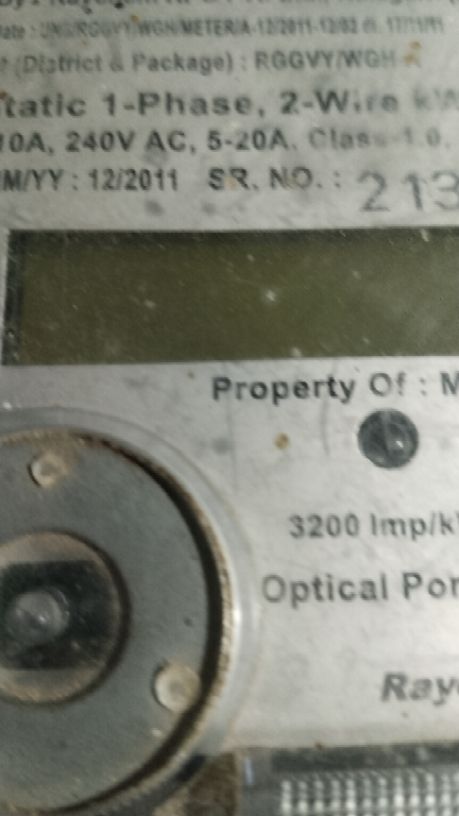 (District & Package) : RGGVY/WGH
tatic 1-Phase, 2-Wire
10A, 240V AC, 5-20A, Class 1.0,
M/YY : 12/2011 SR. NO. : 213
Property Of : M
3200 Imp/k
Optical Por
Ray